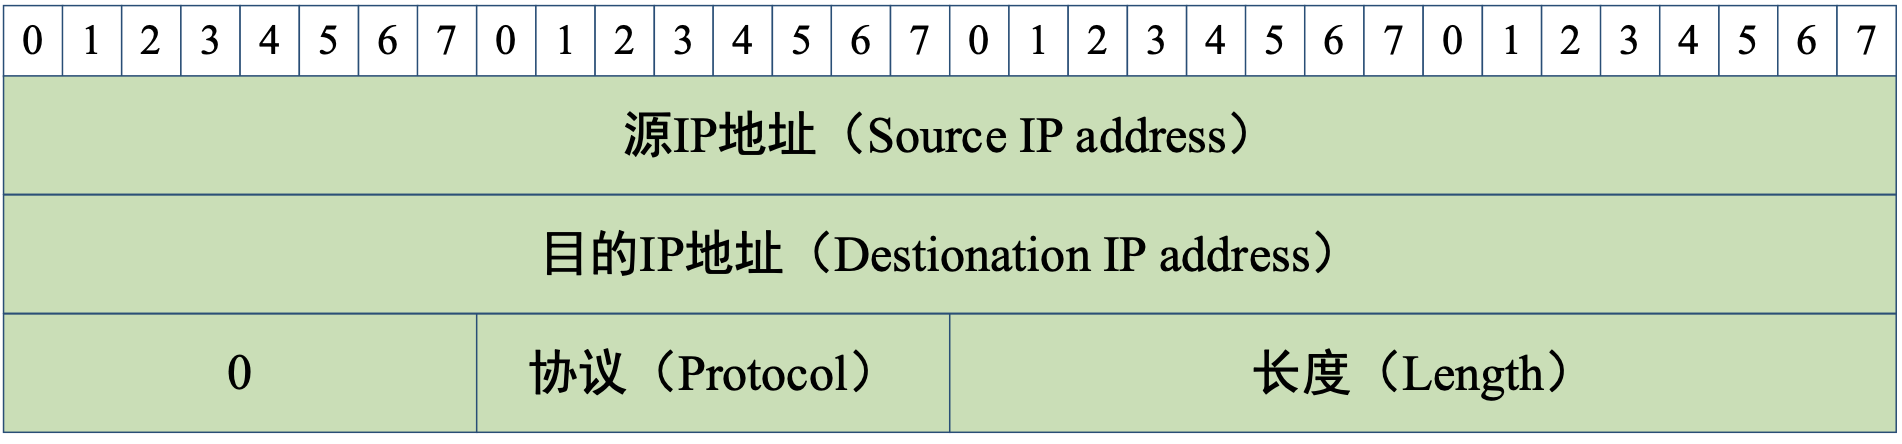 0 1 2 3 4 5 6 7 0 1 2 3 4 5 6 7 0 1 2 3 4 5 6 7 0 1 2 3 4 5 6 7
源IP地址（Source IP address）
目的IP地址（Destionation IP address）
0 协议（Protocol） 长度（Length）